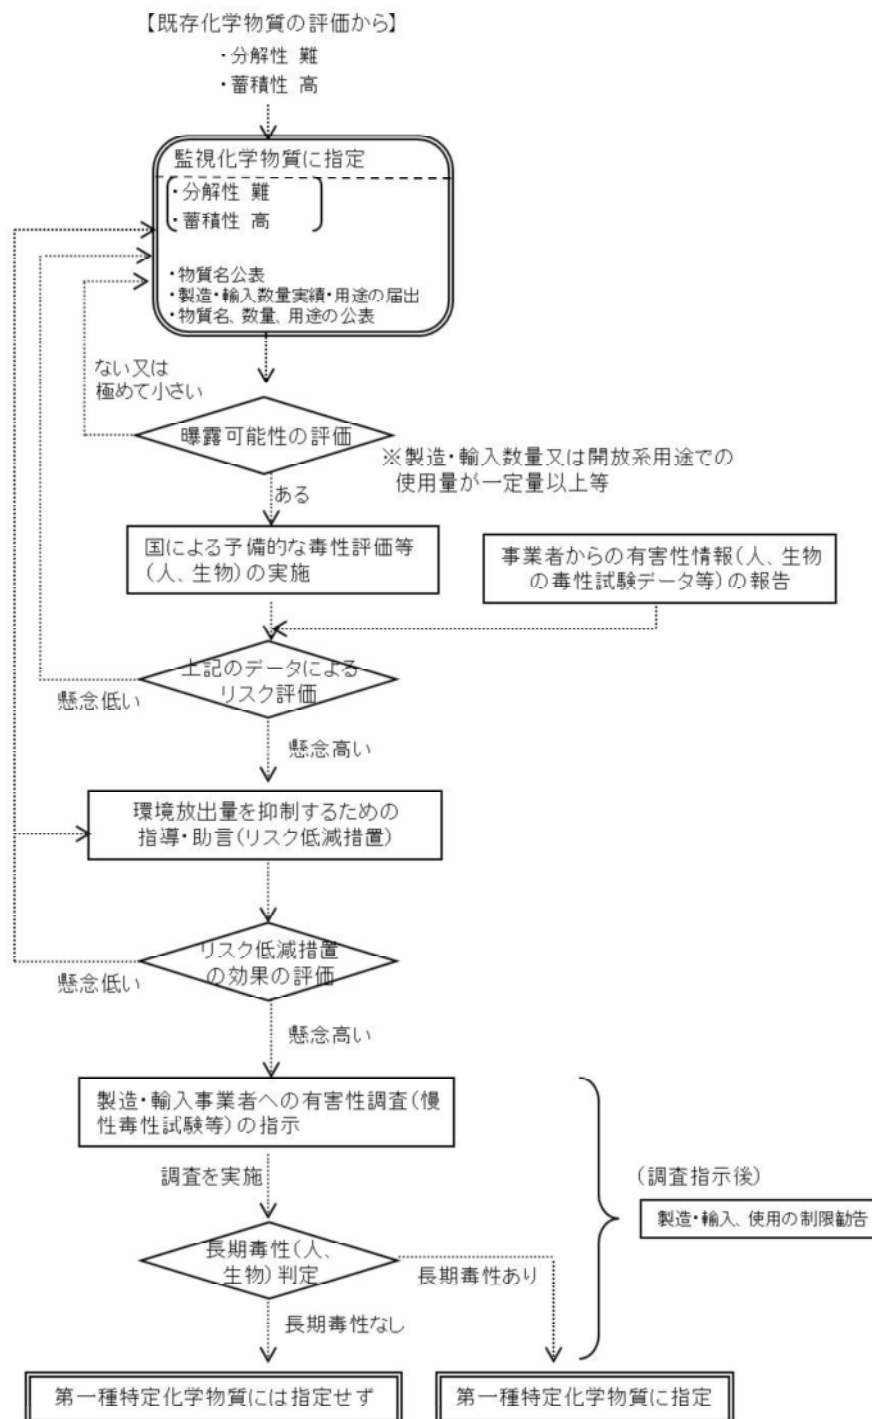 【既存化学物質の評価から】
・分解性 難
・蓄積性 高
監視化学物質に指定
・分解性 難
・蓄積性 高
・物質名公表
・製造・輸入数量実績・用途の届出
・物質名、数量、用途の公表
ない又は
極めて小さい
曝露可能性の評価
※製造・輸入数量又は開放系用途での
使用量が一定量以上等
ある
国による予備的な毒性評価等
(人、生物)の実施
事業者からの有害性情報(人、生物
の毒性試験データ等)の報告
上記のデータによる
リスク評価
懸念低い
懸念高い
環境放出量を抑制するための
指導・助言(リスク低減措置)
リスク低減措置
の効果の評価
懸念低い
懸念高い
製造・輸入事業者への有害性調査(慢
性毒性試験等)の指示
調査を実施
(調査指示後)
製造・輸入、使用の制限勧告
長期毒性(人、
生物)判定
長期毒性あり
長期毒性なし
第一種特定化学物質には指定せず
第一種特定化学物質に指定